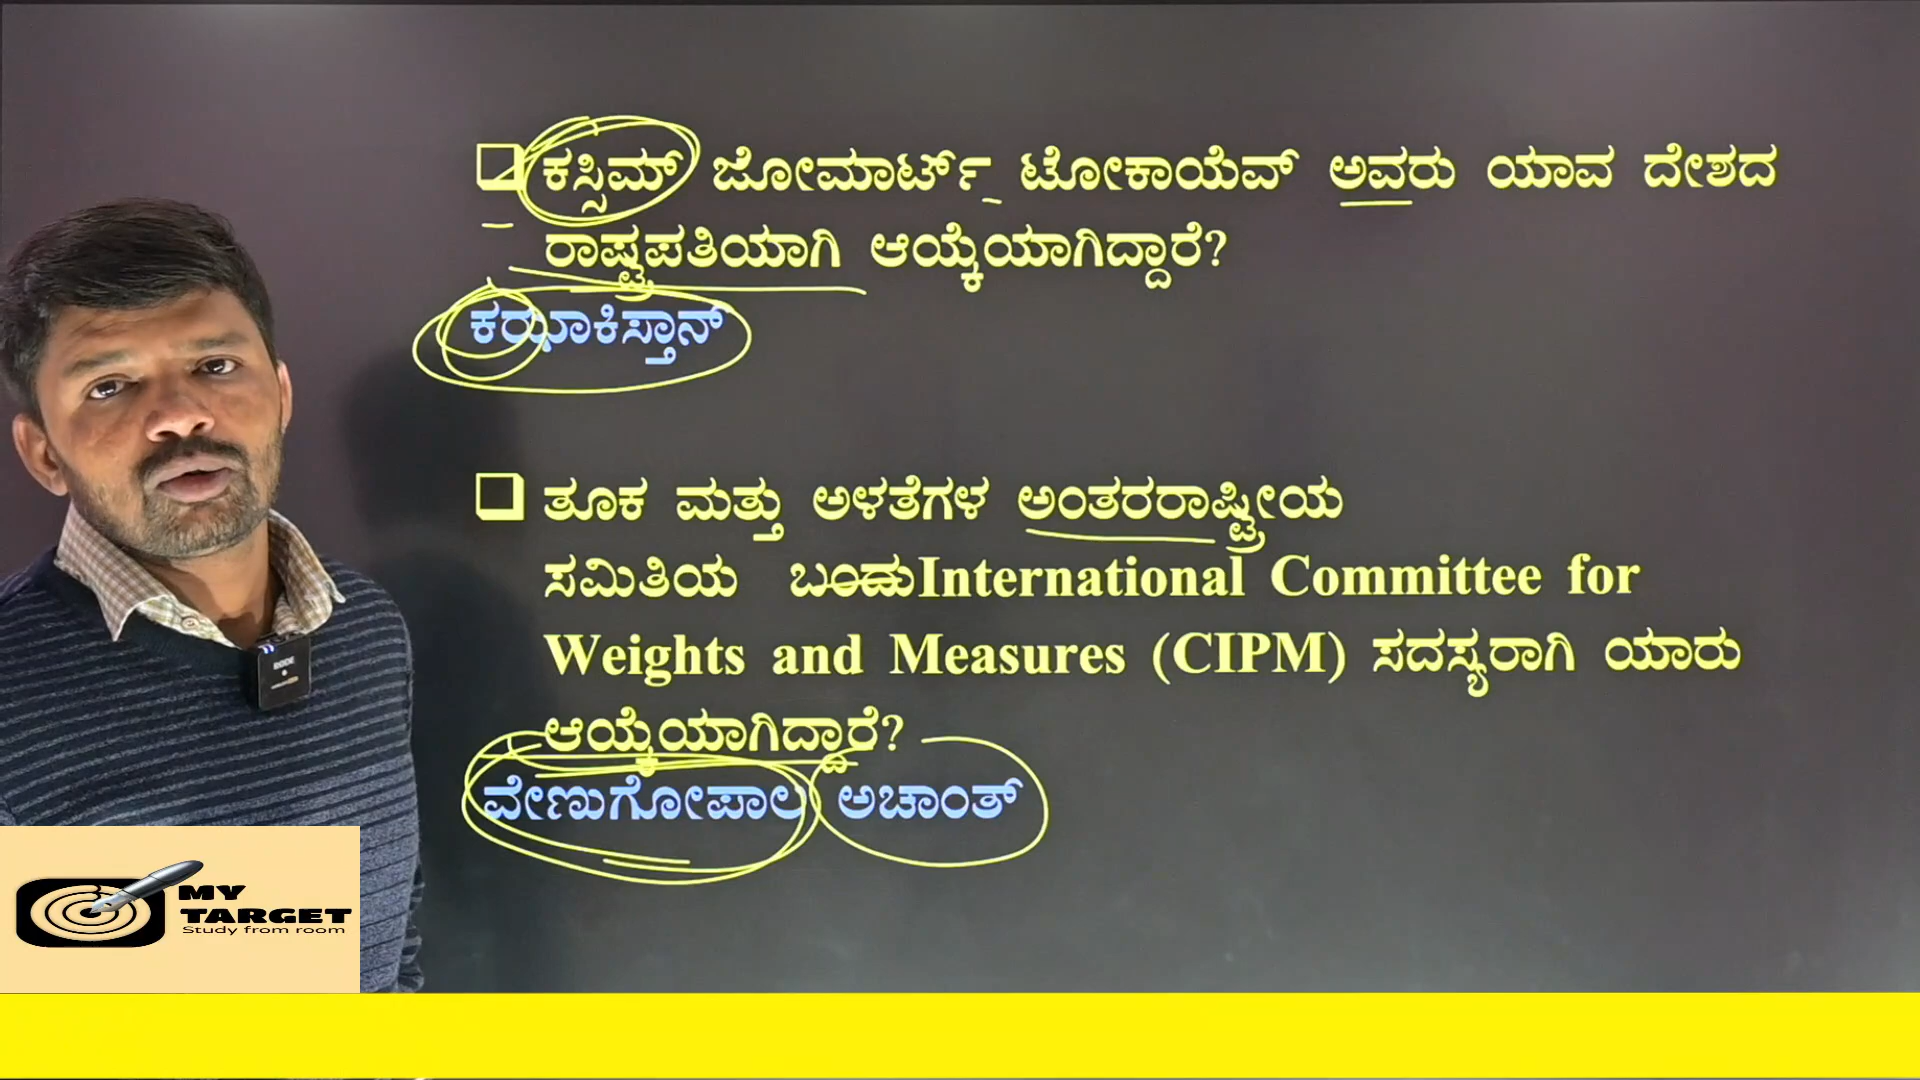 ಕಸ್ಸಿಮ್ ಜೋಮಾರ್ಟ್ ಟೋಕಾಯೆವ್ ಅವರು ಯಾವ ದೇಶದ
ರಾಷ್ಟ್ರಪತಿಯಾಗಿ ಆಯ್ಕೆಯಾಗಿದ್ದಾರೆ?
ಕಝಾಕಿಸ್ತಾನ್
ತೂಕ ಮತ್ತು ಅಳತೆಗಳ ಅಂತರರಾಷ್ಟ್ರೀಯ
ಸಮಿತಿಯ ಬಂದುInternational Committee for
Weights and Measures (CIPM) ಸದಸ್ಯರಾಗಿ ಯಾರು
ಆಯ್ಕೆಯಾಗಿದ್ದಾರೆ?
ವೇಣುಗೋಪಾಲ ಅಚಾಂತ್
RODE
MY
TARGET
Study from room